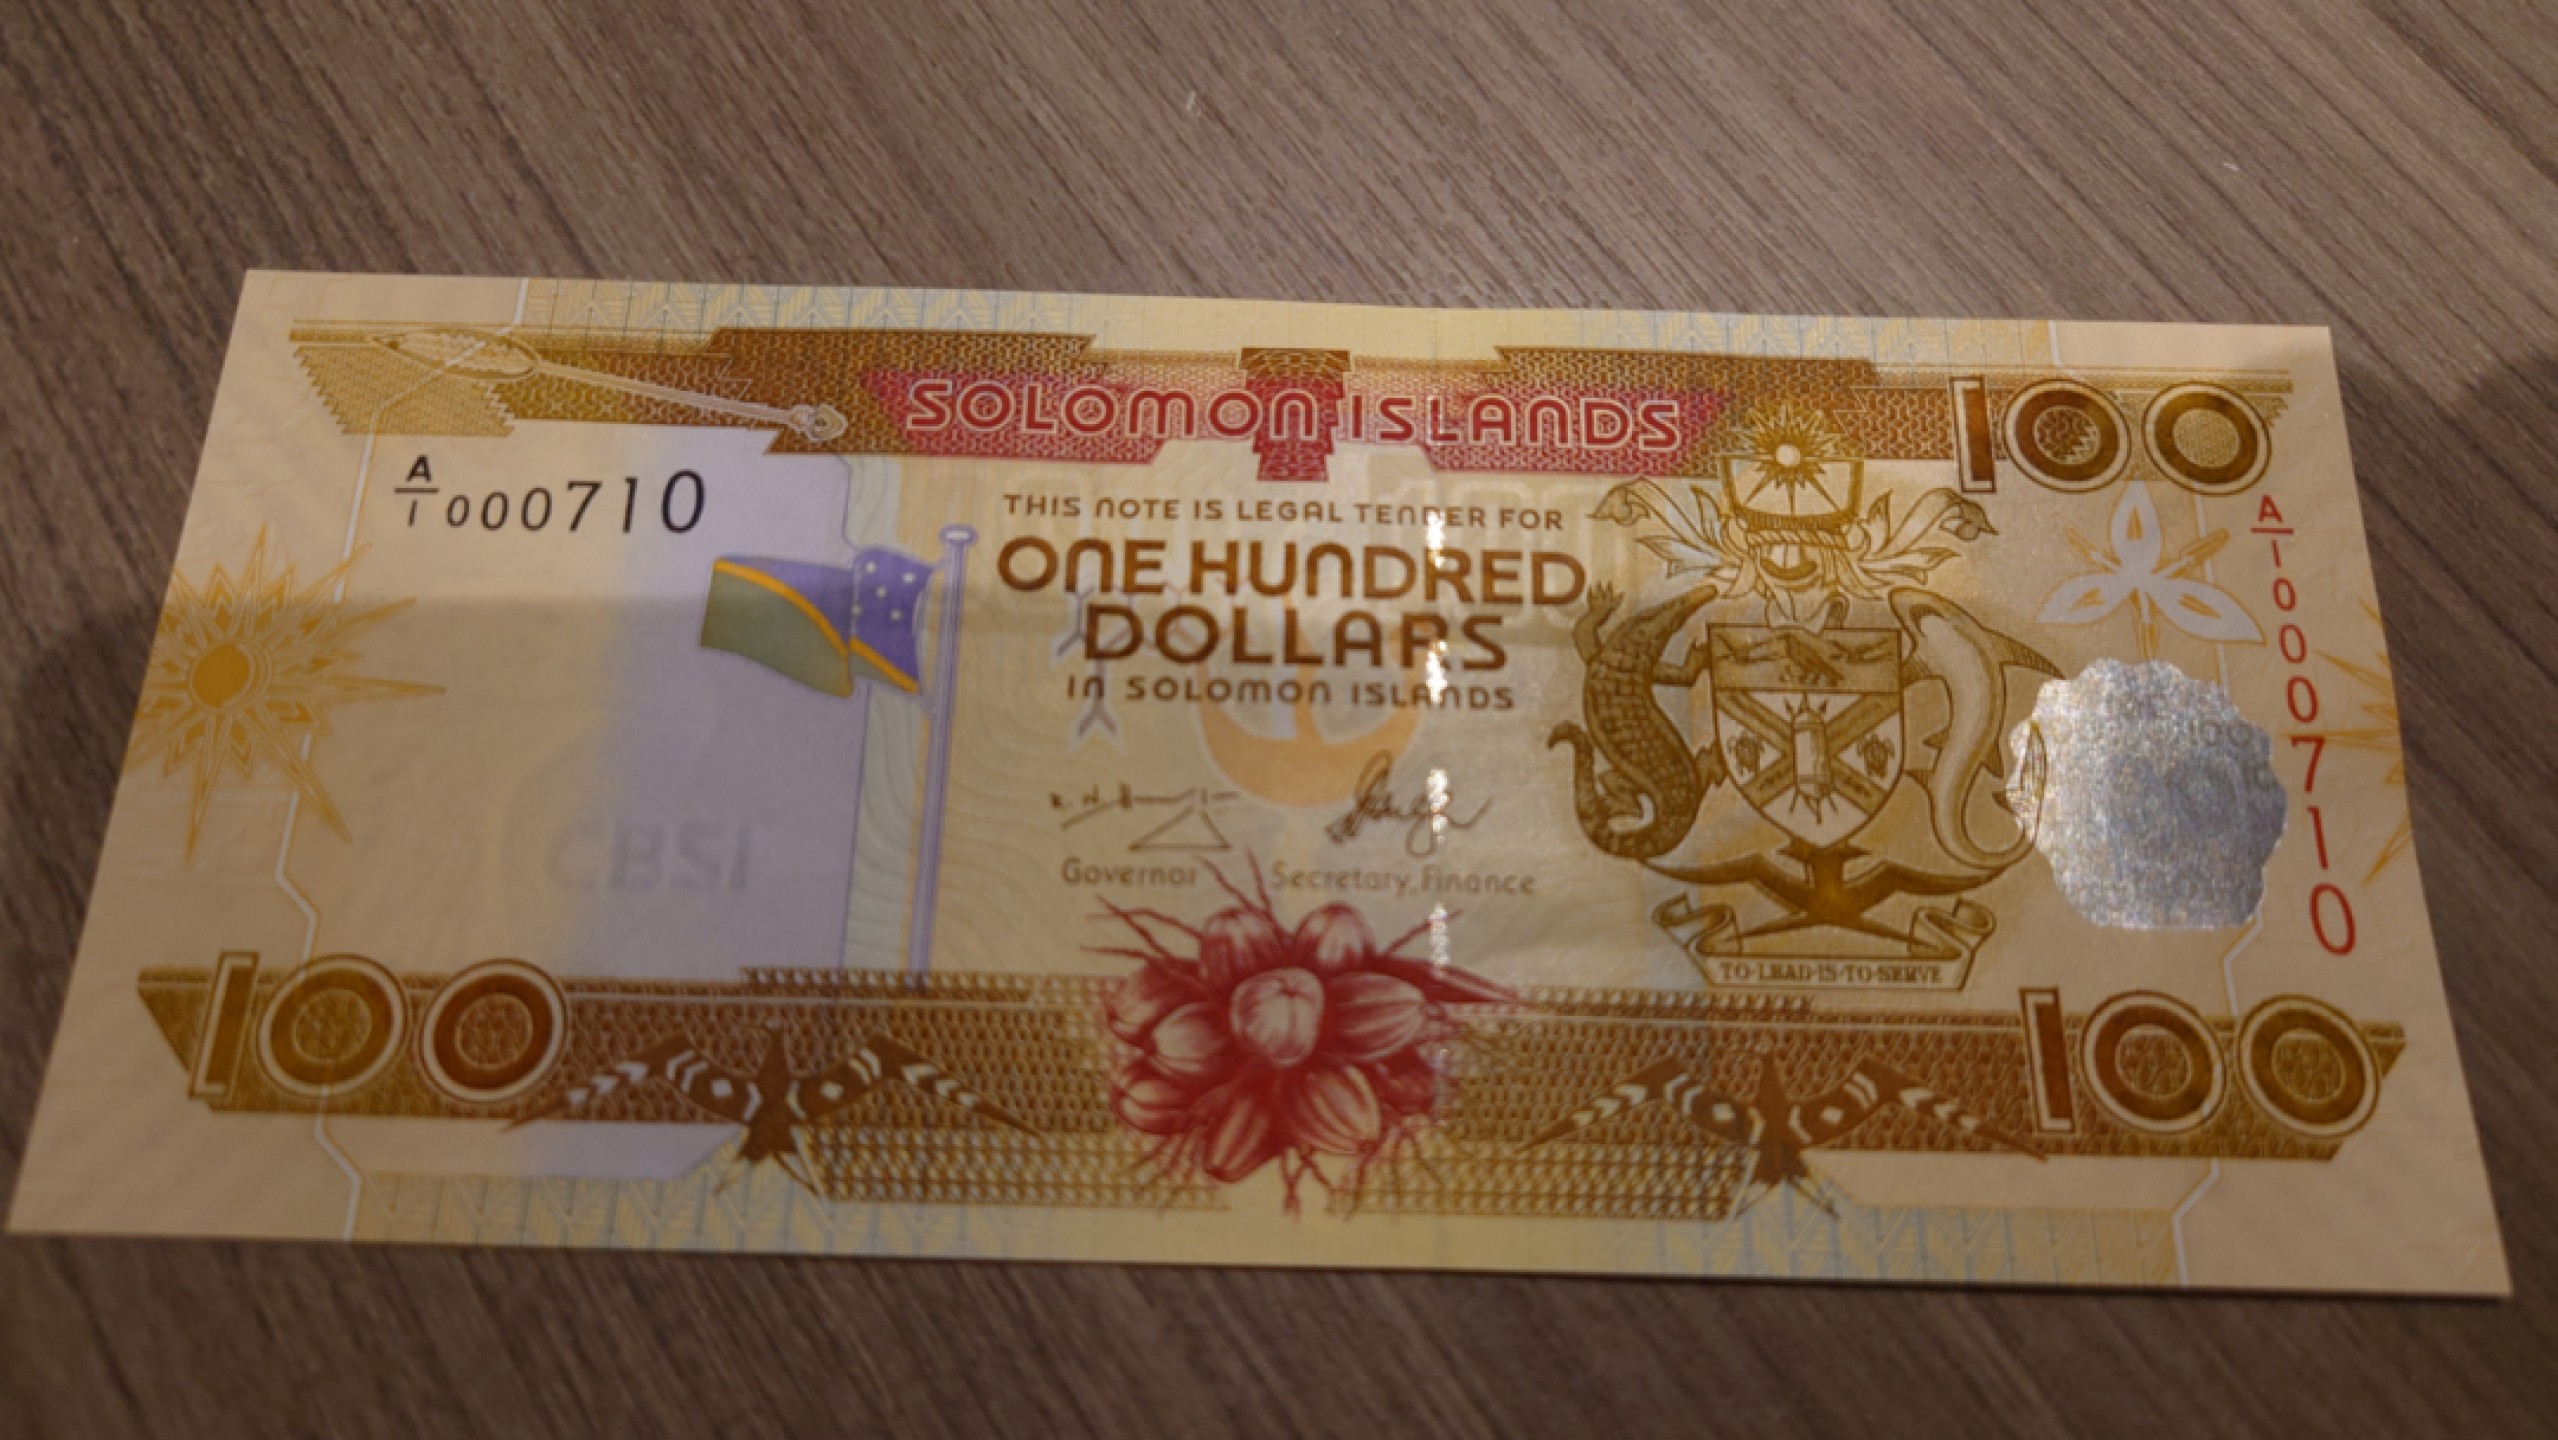 SOLOMON ISLANDS
100
A/1 000710
THIS NOTE IS LEGAL TENDER FOR
ONE HUNDRED
DOLLARS
IN SOLOMON ISLANDS
A/1 000710
100
CBSI
Governor Secretary, Finance
TO·LEAD·IS·TO·SERVE
100
100